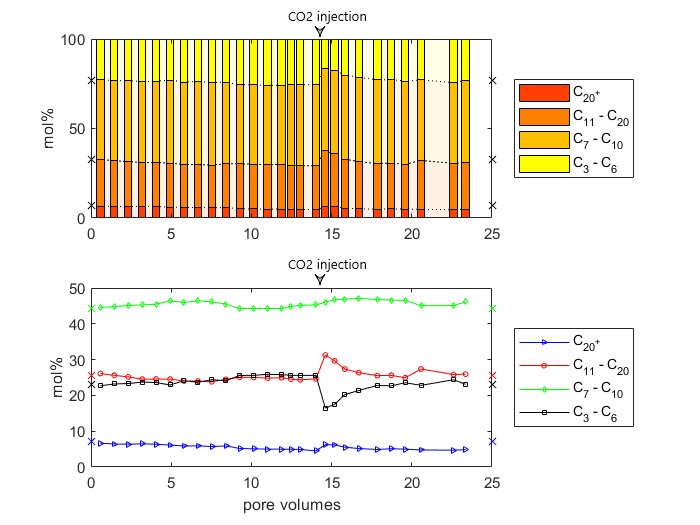 CO2 injection
100
50
0
mol%
0 5 10 15 20 25
pore volumes
C20+
C11 - C20
C7 - C10
C3 - C6
CO2 injection
50
40
30
20
10
0
mol%
0 5 10 15 20 25
pore volumes
C20+
C11 - C20
C7 - C10
C3 - C6